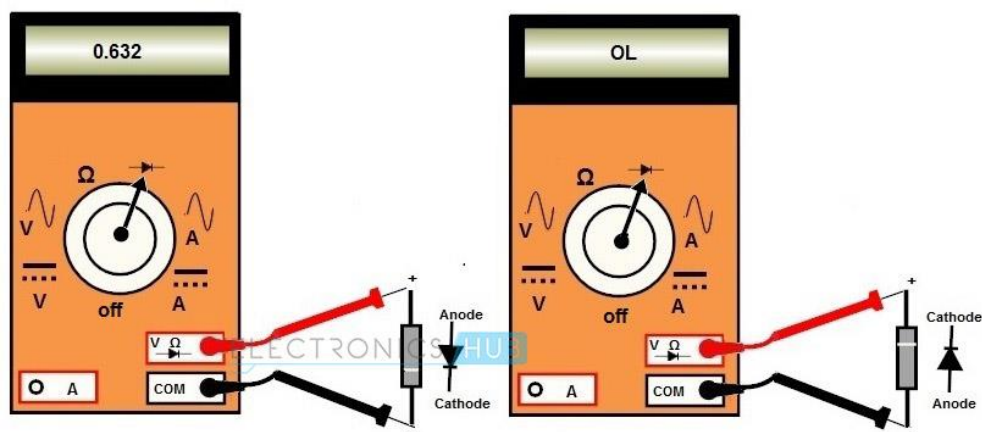 0.632
Ω
V
A
V
A
off
V Ω
A
COM
+
Anode
Cathode
ELECTRONICS HUB
OL
Ω
V
A
V
A
off
V Ω
A
COM
+
Cathode
Anode